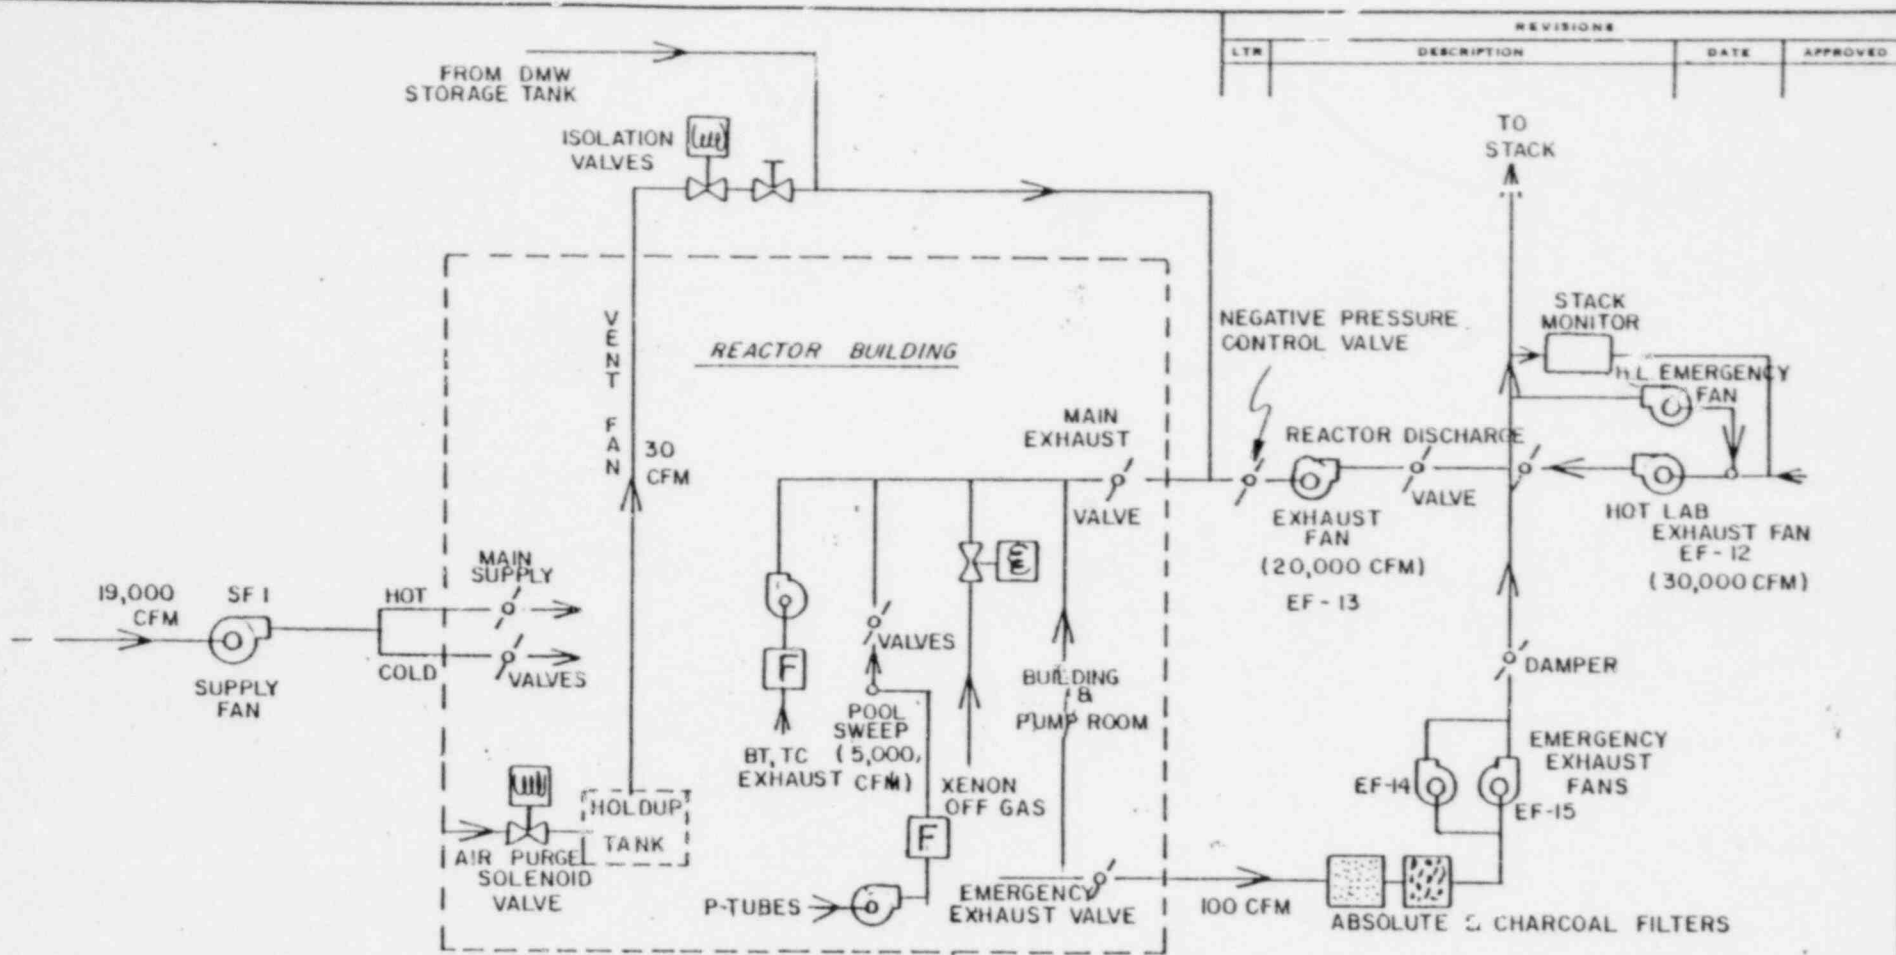 REVISIONS
LTR DESCRIPTION DATE APPROVED
FROM DMW
STORAGE TANK
ISOLATION
VALVES
TO
STACK
STACK
MONITOR
NEGATIVE PRESSURE
CONTROL VALVE
VENT FAN
REACTOR BUILDING
H.L. EMERGENCY
FAN
MAIN
EXHAUST
VALVE
REACTOR DISCHARGE
VALVE
30
CFM
EXHAUST
FAN
(20,000 CFM)
EF-13
HOT LAB
EXHAUST FAN
EF-12
(30,000 CFM)
19,000
CFM
SF 1
SUPPLY
FAN
HOT
COLD
MAIN
SUPPLY
VALVES
F
VALVES
BUILDING
&
PUMP ROOM
DAMPER
POOL
SWEEP
(5,000
CFM)
BT, TC
EXHAUST
XENON
OFF GAS
EMERGENCY
EXHAUST
FANS
EF-14
EF-15
HOLDUP
TANK
AIR PURGE
SOLENOID
VALVE
F
P-TUBES
EMERGENCY
EXHAUST VALVE
100 CFM
ABSOLUTE & CHARCOAL FILTERS